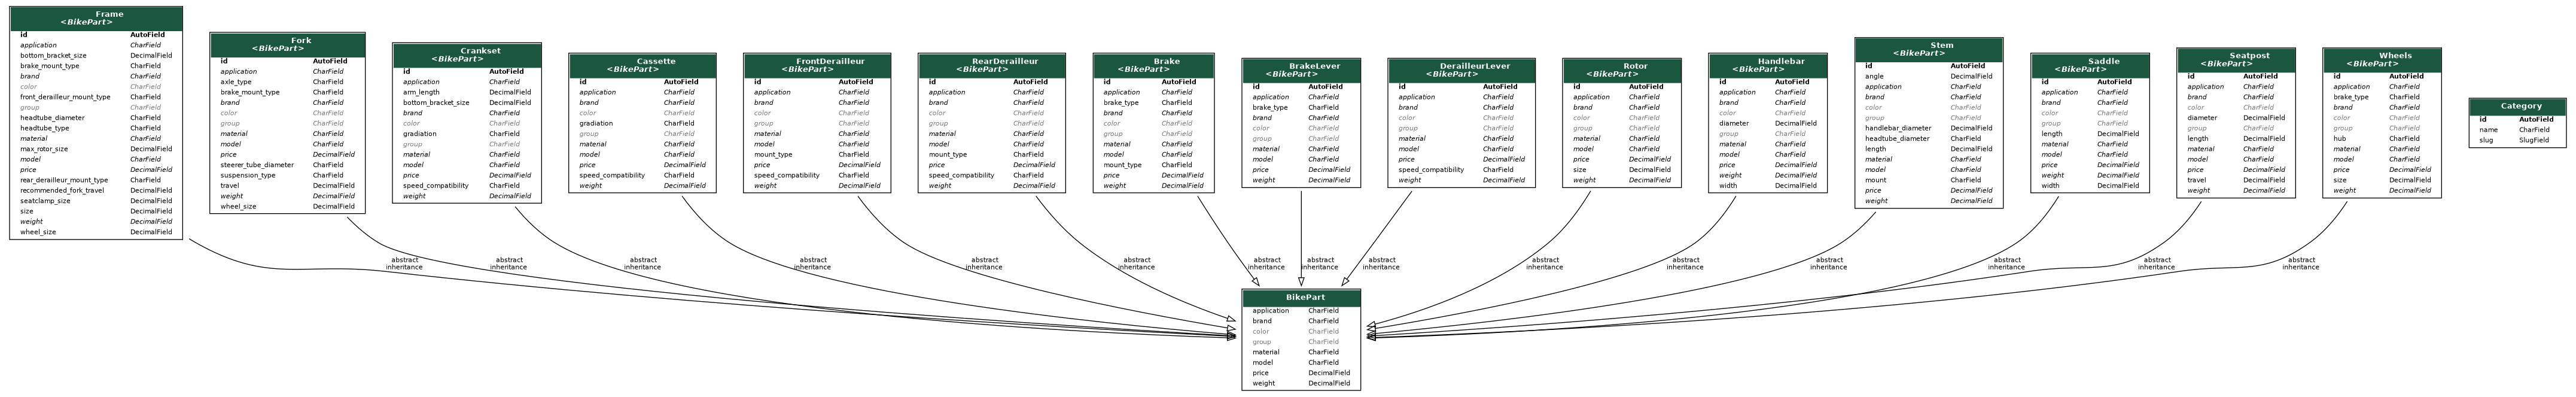 Frame
<BikePart>
id AutoField
application CharField
bottom_bracket_size DecimalField
brake_mount_type CharField
brand CharField
color CharField
front_derailleur_mount_type CharField
group CharField
headtube_diameter CharField
headtube_type CharField
material CharField
max_rotor_size DecimalField
model CharField
price DecimalField
rear_derailleur_mount_type CharField
recommended_fork_travel DecimalField
seatclamp_size DecimalField
size DecimalField
weight DecimalField
wheel_size DecimalField
Fork
<BikePart>
id AutoField
application CharField
axle_type CharField
brake_mount_type CharField
brand CharField
color CharField
group CharField
material CharField
model CharField
price DecimalField
steerer_tube_diameter CharField
suspension_type CharField
travel DecimalField
weight DecimalField
wheel_size DecimalField
Crankset
<BikePart>
id AutoField
application CharField
arm_length DecimalField
bottom_bracket_size DecimalField
brand CharField
color CharField
gradiation CharField
group CharField
material CharField
model CharField
price DecimalField
speed_compatibility CharField
weight DecimalField
Cassette
<BikePart>
id AutoField
application CharField
brand CharField
color CharField
gradiation CharField
group CharField
material CharField
model CharField
price DecimalField
speed_compatibility CharField
weight DecimalField
FrontDerailleur
<BikePart>
id AutoField
application CharField
brand CharField
color CharField
group CharField
material CharField
model CharField
mount_type CharField
price DecimalField
speed_compatibility CharField
weight DecimalField
RearDerailleur
<BikePart>
id AutoField
application CharField
brand CharField
color CharField
group CharField
material CharField
model CharField
mount_type CharField
price DecimalField
speed_compatibility CharField
weight DecimalField
Brake
<BikePart>
id AutoField
application CharField
brake_type CharField
brand CharField
color CharField
group CharField
material CharField
model CharField
mount_type CharField
price DecimalField
weight DecimalField
BrakeLever
<BikePart>
id AutoField
application CharField
brake_type CharField
brand CharField
color CharField
group CharField
material CharField
model CharField
price DecimalField
weight DecimalField
DerailleurLever
<BikePart>
id AutoField
application CharField
brand CharField
color CharField
group CharField
material CharField
model CharField
price DecimalField
speed_compatibility CharField
weight DecimalField
Rotor
<BikePart>
id AutoField
application CharField
brand CharField
color CharField
group CharField
material CharField
model CharField
price DecimalField
size DecimalField
weight DecimalField
Handlebar
<BikePart>
id AutoField
application CharField
brand CharField
color CharField
diameter DecimalField
group CharField
material CharField
model CharField
price DecimalField
weight DecimalField
width DecimalField
Stem
<BikePart>
id AutoField
angle DecimalField
application CharField
brand CharField
color CharField
group CharField
handlebar_diameter DecimalField
headtube_diameter CharField
length DecimalField
material CharField
model CharField
mount CharField
price DecimalField
weight DecimalField
Saddle
<BikePart>
id AutoField
application CharField
brand CharField
color CharField
group CharField
length DecimalField
material CharField
model CharField
price DecimalField
weight DecimalField
width DecimalField
Seatpost
<BikePart>
id AutoField
application CharField
brand CharField
color CharField
diameter DecimalField
group CharField
length DecimalField
material CharField
model CharField
price DecimalField
travel DecimalField
weight DecimalField
Wheels
<BikePart>
id AutoField
application CharField
brake_type CharField
brand CharField
color CharField
group CharField
hub CharField
material CharField
model CharField
price DecimalField
size DecimalField
weight DecimalField
Category
id AutoField
name CharField
slug SlugField
abstract
inheritance
abstract
inheritance
abstract
inheritance
abstract
inheritance
abstract
inheritance
abstract
inheritance
abstract
inheritance
abstract
inheritance
abstract
inheritance
abstract
inheritance
abstract
inheritance
abstract
inheritance
abstract
inheritance
abstract
inheritance
abstract
inheritance
BikePart
application CharField
brand CharField
color CharField
group CharField
material CharField
model CharField
price DecimalField
weight DecimalField